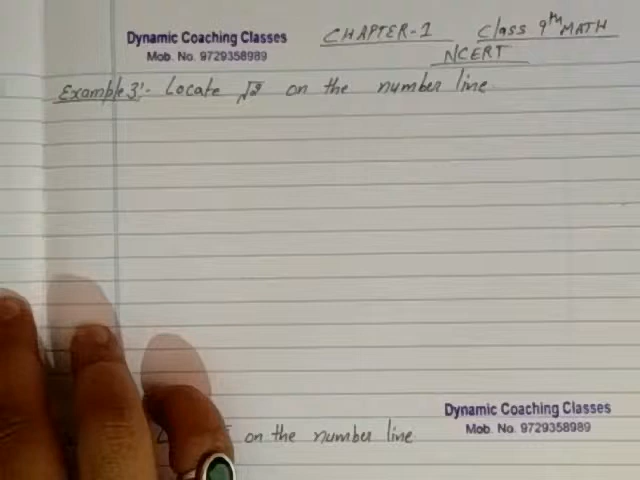 Dynamic Coaching Classes
Mob. No. 9729358989
CHAPTER-1 Class 9th MATH
NCERT
Example 3:- Locate √2 on the number line
on the number line
Dynamic Coaching Classes
Mob. No. 9729358989